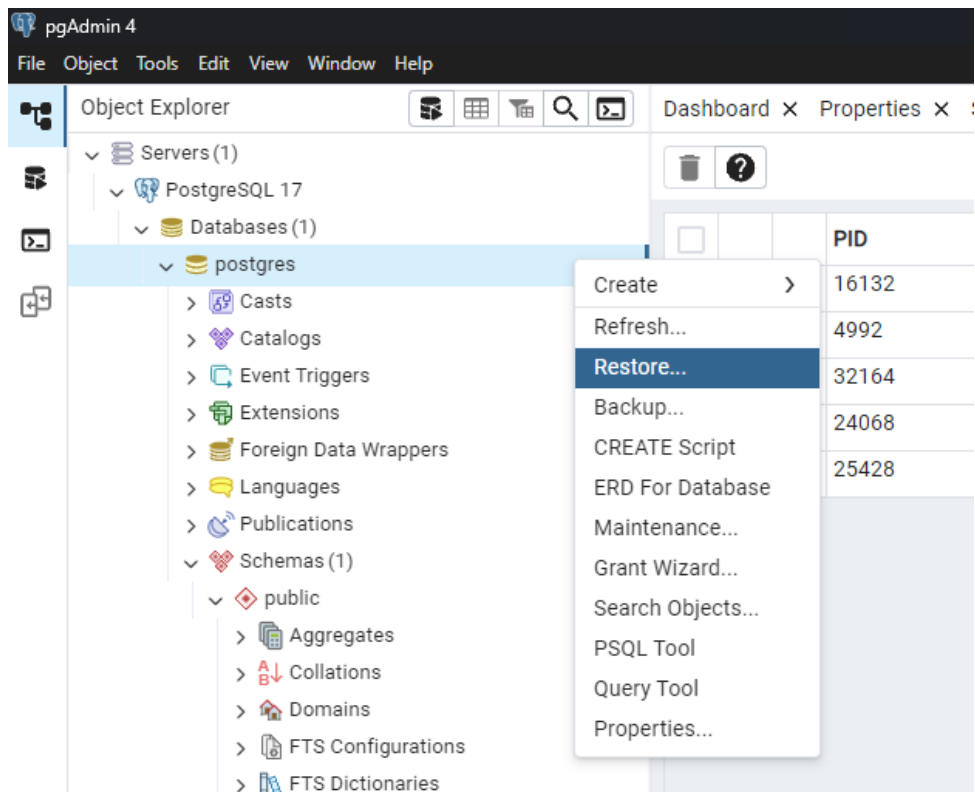 pgAdmin 4
File Object Tools Edit View Window Help
Object Explorer
Dashboard Properties
Servers (1)
PostgreSQL 17
Databases (1)
postgres
Casts
Catalogs
Event Triggers
Extensions
Foreign Data Wrappers
Languages
Publications
Schemas (1)
public
Aggregates
Collations
Domains
FTS Configurations
FTS Dictionaries
PID
16132
4992
32164
24068
25428
Create
Refresh...
Restore...
Backup...
CREATE Script
ERD For Database
Maintenance...
Grant Wizard...
Search Objects...
PSQL Tool
Query Tool
Properties...